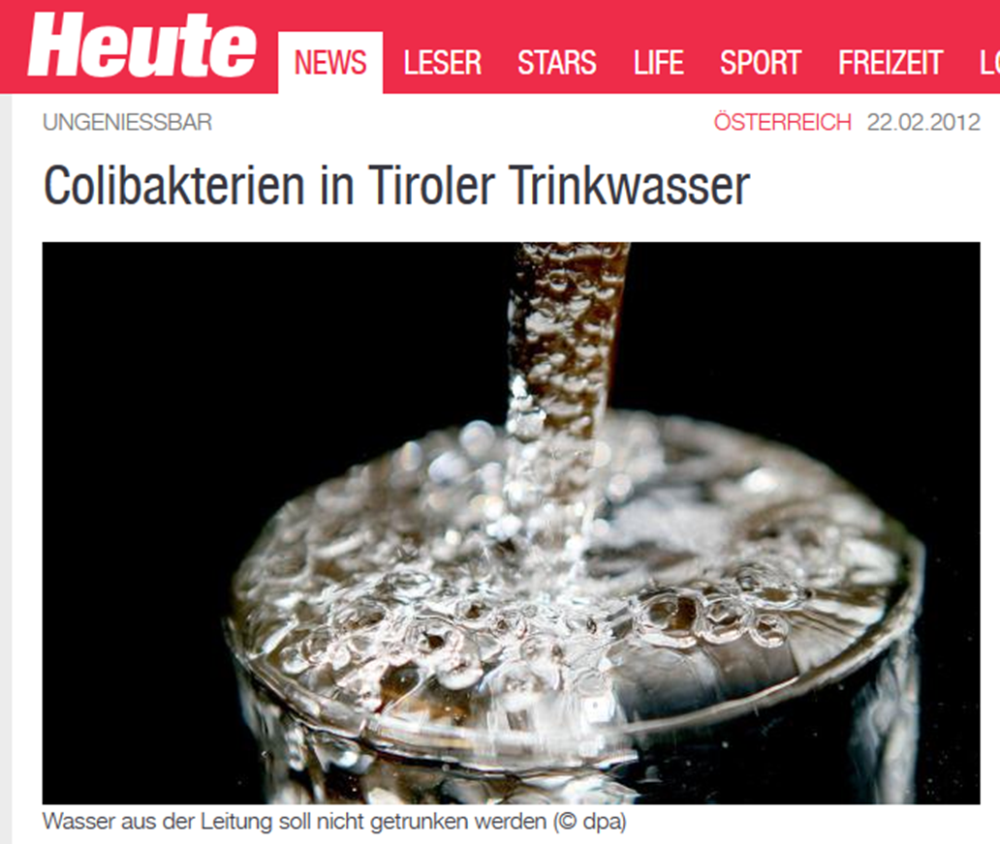 Heute NEWS LESER STARS LIFE SPORT FREIZEIT
UNGENIESSBAR ÖSTERREICH 22.02.2012
Colibakterien in Tiroler Trinkwasser
Wasser aus der Leitung soll nicht getrunken werden (© dpa)